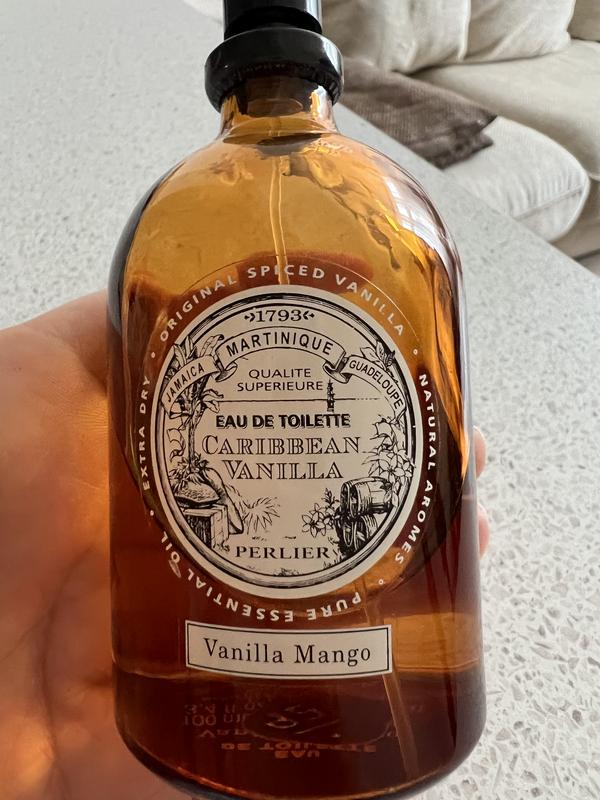 • ORIGINAL SPICED VANILLA • NATURAL AROMES • PURE ESSENTIAL OIL • EXTRA DRY
1793
MARTINIQUE
JAMAICA
GUADELOUPE
QUALITE
SUPERIEURE
EAU DE TOILETTE
CARIBBEAN
VANILLA
PERLIER
Vanilla Mango